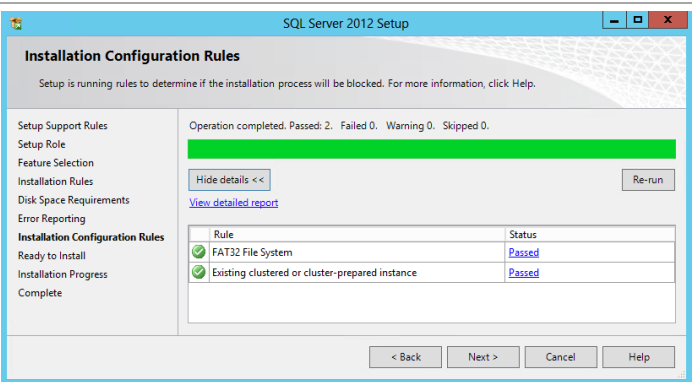 SQL Server 2012 Setup
Installation Configuration Rules
Setup is running rules to determine if the installation process will be blocked. For more information, click Help.
Setup Support Rules
Setup Role
Feature Selection
Installation Rules
Disk Space Requirements
Error Reporting
Installation Configuration Rules
Ready to Install
Installation Progress
Complete
Operation completed. Passed: 2. Failed 0. Warning 0. Skipped 0.
Hide details <<
Re-run
View detailed report
Rule Status
FAT32 File System Passed
Existing clustered or cluster-prepared instance Passed
< Back Next > Cancel Help